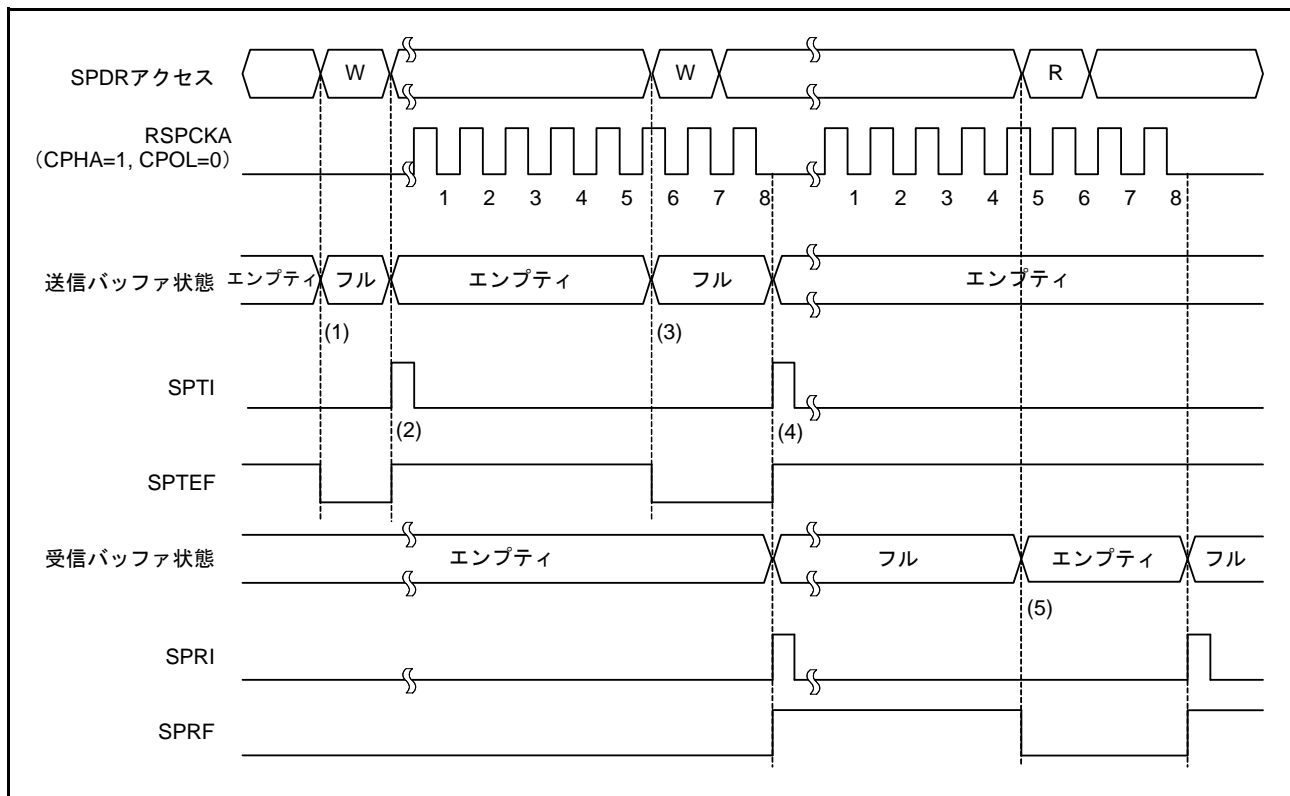 SPDRアクセス
W
W
R
RSPCKA
（CPHA=1, CPOL=0）
1 2 3 4 5 6 7 8 1 2 3 4 5 6 7 8
送信バッファ状態 エンプティ フル エンプティ フル エンプティ
(1) (3)
SPTI
(2) (4)
SPTEF
受信バッファ状態 エンプティ フル エンプティ フル
(5)
SPRI
SPRF